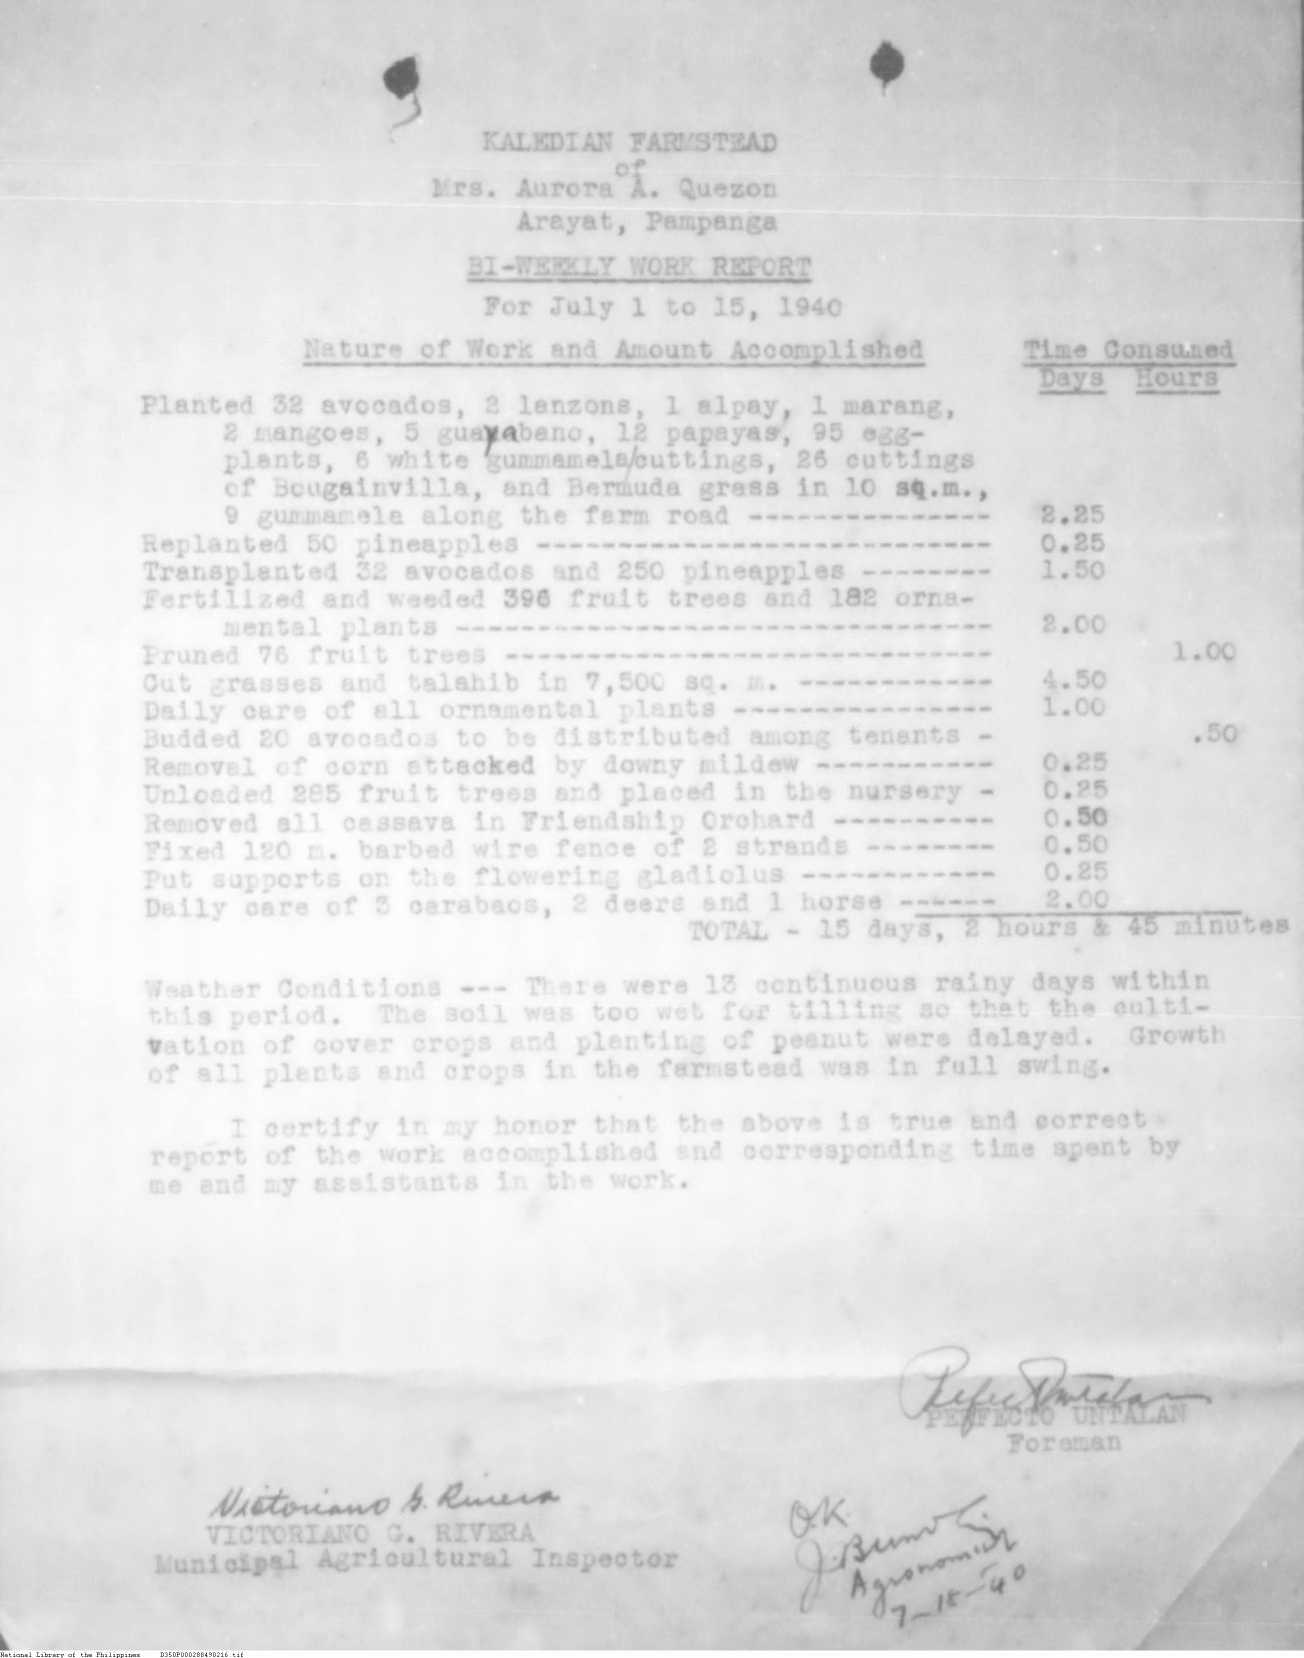 KALEDIAN FARMSTEAD
of
Mrs. Aurora A. Quezon
Arayat, Pampanga
BI-WEEKLY WORK REPORT
For July 1 to 15, 1940
Nature of Work and Amount Accomplished Time Consumed
Days Hours
Planted 32 avocados, 2 lanzons, 1 alpay, 1 marang,
2 mangoes, 5 guayabano, 12 papayas, 95 egg-
plants, 6 white gummamela/cuttings, 26 cuttings
of Bougainvilla, and Bermuda grass in 10 sq.m.,
9 gummamela along the farm road --------------- 2.25
Replanted 50 pineapples ---------------------------- 0.25
Transplanted 32 avocados and 250 pineapples -------- 1.50
Fertilized and weeded 396 fruit trees and 182 orna-
mental plants --------------------------------- 2.00
Pruned 76 fruit trees ------------------------------ 1.00
Cut grasses and talahib in 7,500 sq. m. ------------ 4.50
Daily care of all ornamental plants ---------------- 1.00
Budded 20 avocados to be distributed among tenants - .50
Removal of corn attacked by downy mildew ----------- 0.25
Unloaded 285 fruit trees and placed in the nursery - 0.25
Removed all cassava in Friendship Orchard ---------- 0.50
Fixed 120 m. barbed wire fence of 2 strands -------- 0.50
Put supports on the flowering gladiolus ------------ 0.25
Daily care of 3 carabaos, 2 deers and 1 horse ------ 2.00
TOTAL - 15 days, 2 hours & 45 minutes
Weather Conditions --- There were 13 continuous rainy days within
this period. The soil was too wet for tilling so that the culti-
vation of cover crops and planting of peanut were delayed. Growth
of all plants and crops in the farmstead was in full swing.
I certify in my honor that the above is true and correct
report of the work accomplished and corresponding time spent by
me and my assistants in the work.
Perfecto Untalan
PERFECTO UNTALAN
Foreman
Victoriano G. Rivera
VICTORIANO G. RIVERA
Municipal Agricultural Inspector
O.K.
J.
Agronomist
7-18-40
National Library of the Philippines D350P000288490216.tif